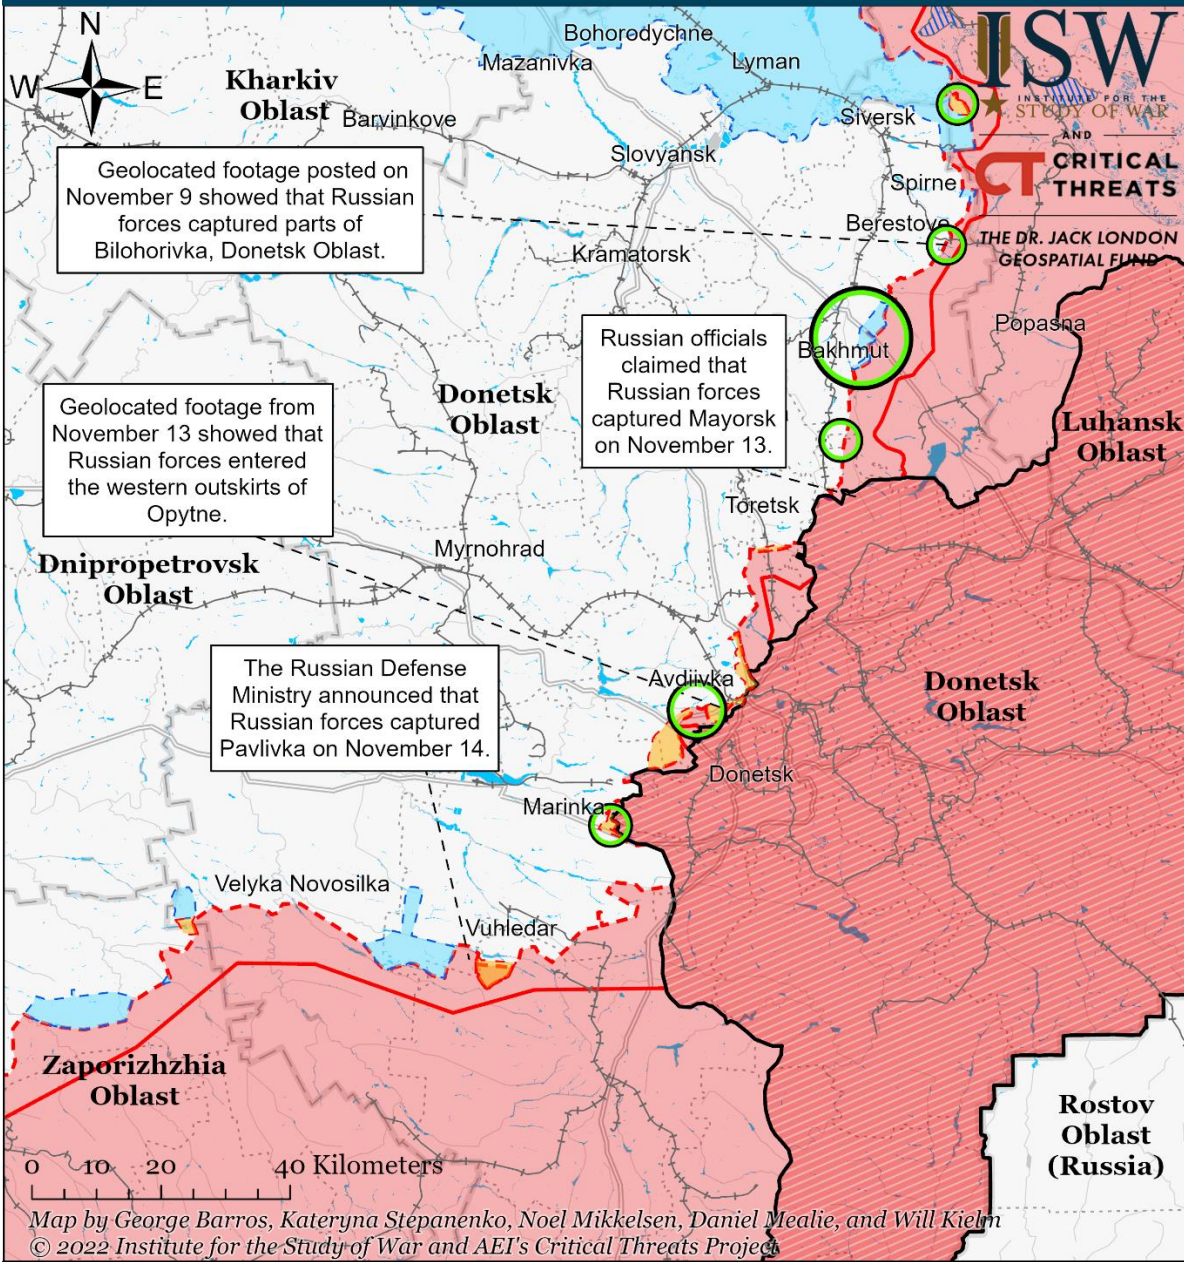 N
W
E
ISW
INSTITUTE FOR THE
STUDY OF WAR
AND
CT CRITICAL
THREATS
THE DR. JACK LONDON
GEOSPATIAL FUND
Bohorodychne
Mazanivka
Lyman
Kharkiv
Oblast
Barvinkove
Siversk
Slovyansk
Geolocated footage posted on
November 9 showed that Russian
forces captured parts of
Bilohorivka, Donetsk Oblast.
Spirne
Berestove
Kramatorsk
Russian officials
claimed that
Russian forces
captured Mayorsk
on November 13.
Popasna
Bakhmut
Donetsk
Oblast
Luhansk
Oblast
Geolocated footage from
November 13 showed that
Russian forces entered
the western outskirts of
Opytne.
Toretsk
Myrnohrad
Dnipropetrovsk
Oblast
The Russian Defense
Ministry announced that
Russian forces captured
Pavlivka on November 14.
Avdiivka
Donetsk
Oblast
Donetsk
Marinka
Velyka Novosilka
Vuhledar
Zaporizhzhia
Oblast
Rostov
Oblast
(Russia)
0 10 20 40 Kilometers
Map by George Barros, Kateryna Stepanenko, Noel Mikkelsen, Daniel Mealie, and Will Kielm
© 2022 Institute for the Study of War and AEI's Critical Threats Project